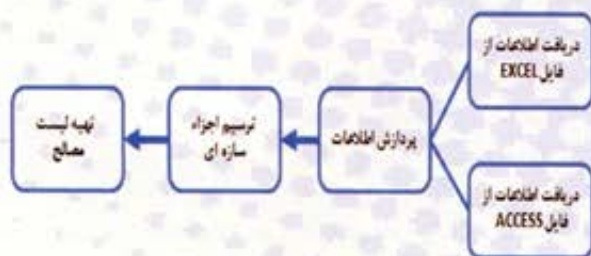 دریافت اطلاعات از
فایل EXCEL
دریافت اطلاعات از
فایل ACCESS
پردازش اطلاعات
ترسیم اجزاء
سازه ای
تهیه لیست
مصالح